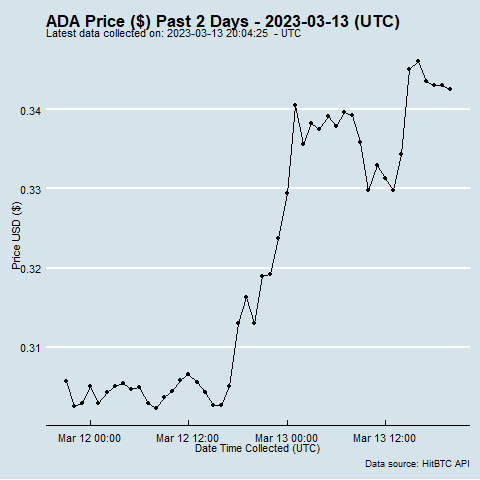 ADA Price ($) Past 2 Days - 2023-03-13 (UTC)
Latest data collected on: 2023-03-13 20:04:25  - UTC
Price USD ($)
0.34
0.33
0.32
0.31
Mar 12 00:00
Mar 12 12:00
Mar 13 00:00
Mar 13 12:00
Date Time Collected (UTC)
Data source: HitBTC API